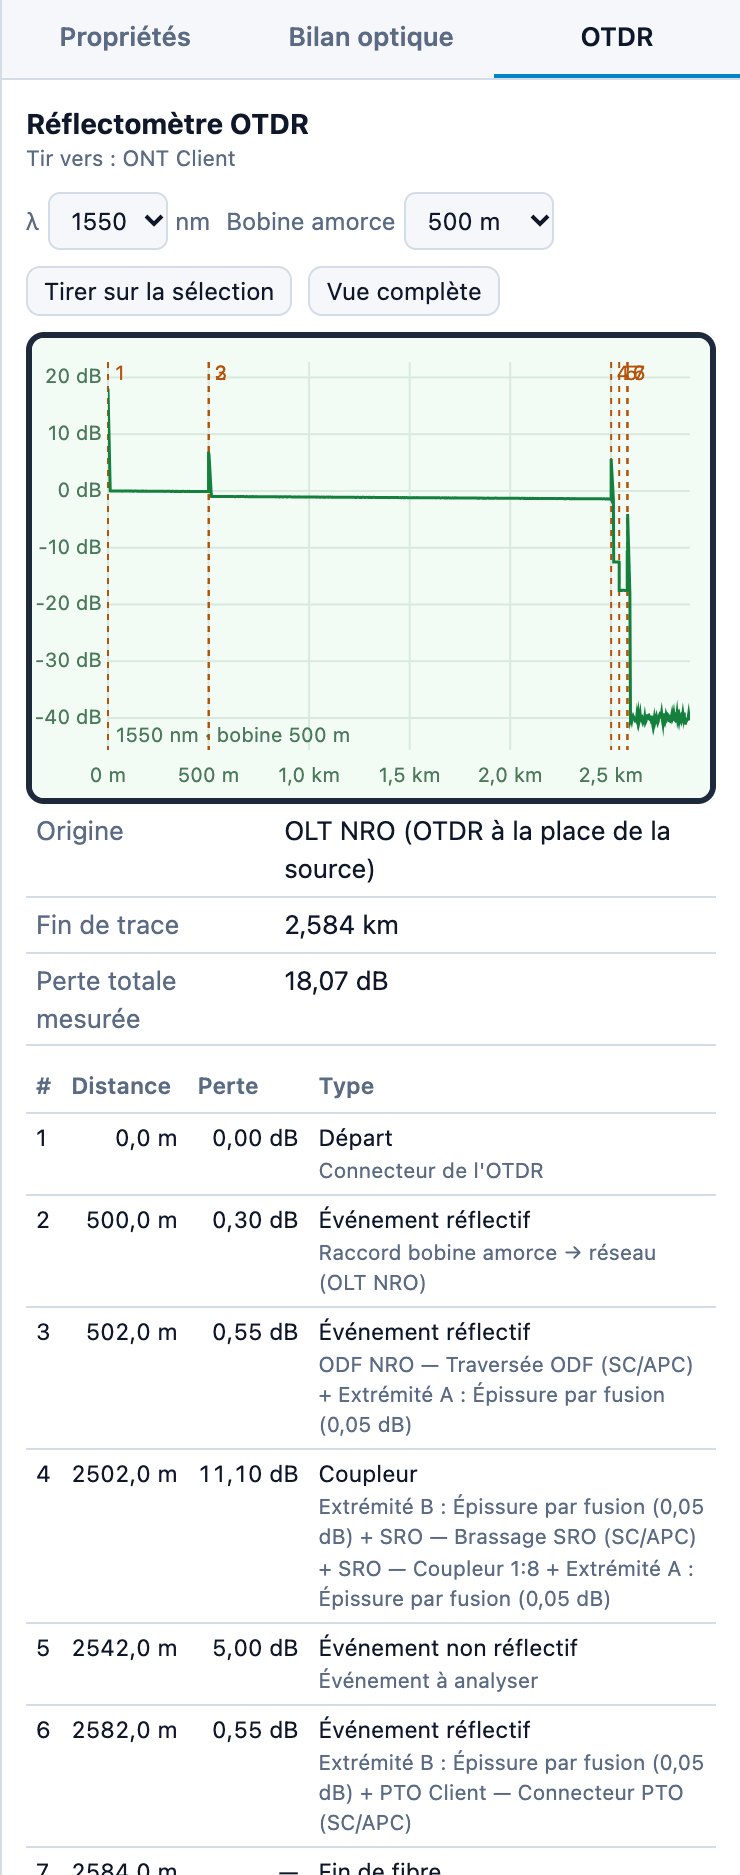 Propriétés Bilan optique OTDR
Réflectomètre OTDR
Tir vers : ONT Client
λ 1550 nm Bobine amorce 500 m
Tirer sur la sélection Vue complète
20 dB 1 3
10 dB
0 dB
-10 dB
-20 dB
-30 dB
-40 dB
1550 nm · bobine 500 m
0 m 500 m 1,0 km 1,5 km 2,0 km 2,5 km
Origine OLT NRO (OTDR à la place de la
source)
Fin de trace 2,584 km
Perte totale 18,07 dB
mesurée
# Distance Perte Type
1 0,0 m 0,00 dB Départ
Connecteur de l'OTDR
2 500,0 m 0,30 dB Événement réflectif
Raccord bobine amorce → réseau
(OLT NRO)
3 502,0 m 0,55 dB Événement réflectif
ODF NRO — Traversée ODF (SC/APC)
+ Extrémité A : Épissure par fusion
(0,05 dB)
4 2502,0 m 11,10 dB Coupleur
Extrémité B : Épissure par fusion (0,05
dB) + SRO — Brassage SRO (SC/APC)
+ SRO — Coupleur 1:8 + Extrémité A :
Épissure par fusion (0,05 dB)
5 2542,0 m 5,00 dB Événement non réflectif
Événement à analyser
6 2582,0 m 0,55 dB Événement réflectif
Extrémité B : Épissure par fusion (0,05
dB) + PTO Client — Connecteur PTO
(SC/APC)
7 2584,0 m — Fin de fibre